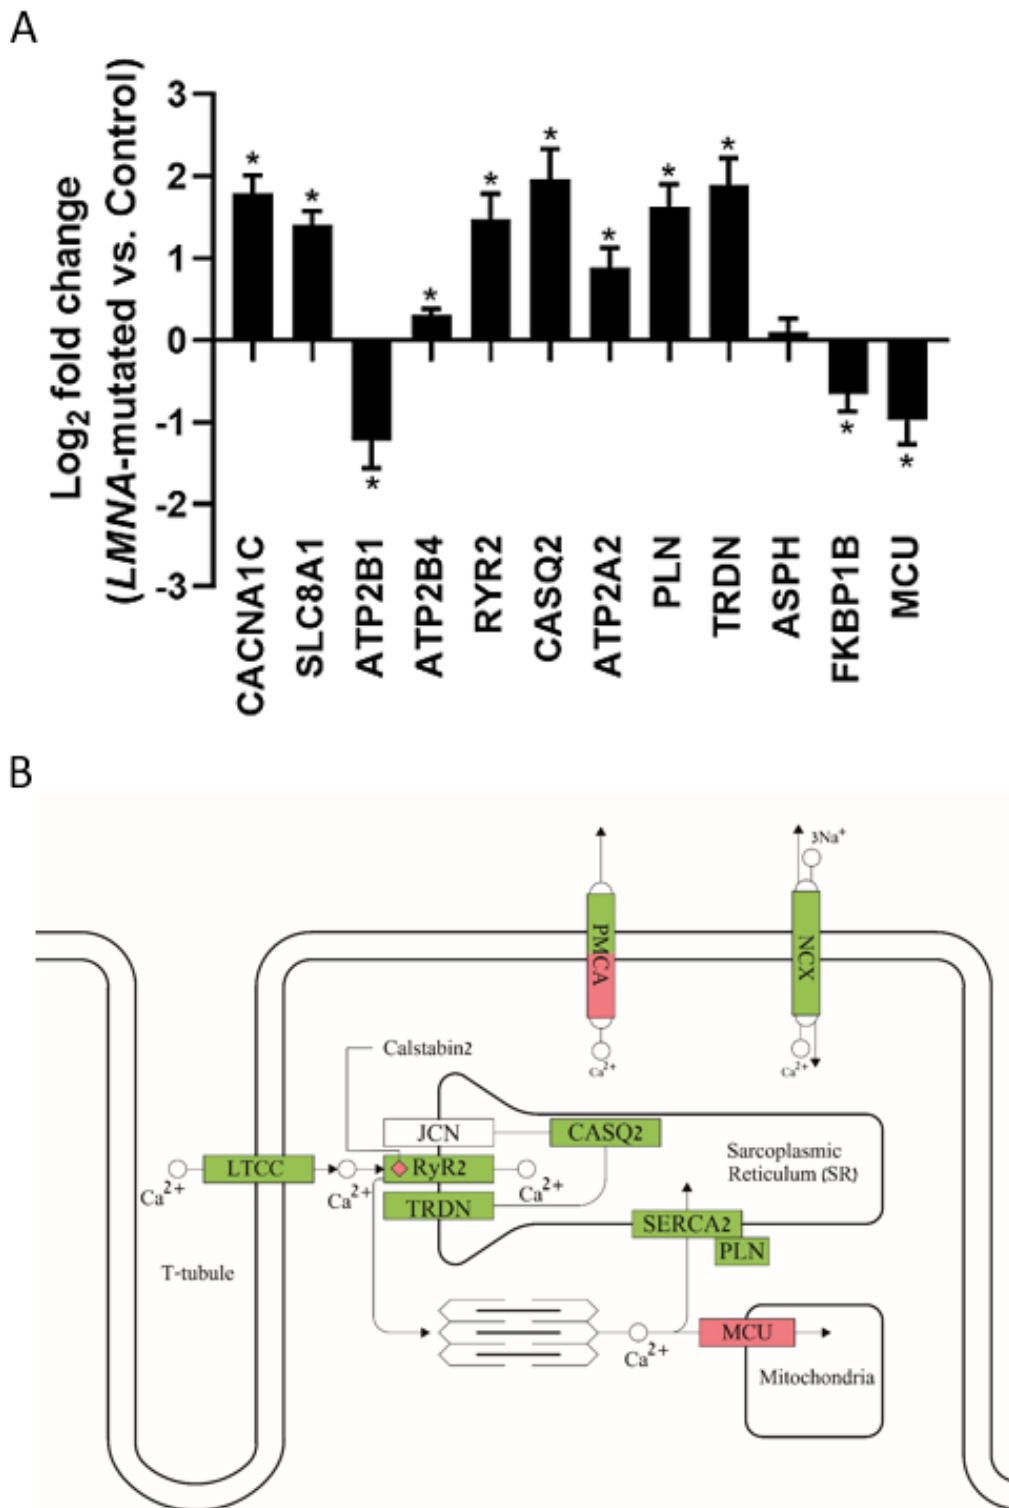 A
Log2 fold change
(LMNA-mutated vs. Control)
3
2
1
0
-1
-2
-3
*
*
*
*
*
*
*
*
*
*
*
CACNA1C
SLC8A1
ATP2B1
ATP2B4
RYR2
CASQ2
ATP2A2
PLN
TRDN
ASPH
FKBP1B
MCU
B
3Na+
PMCA
NCX
Ca2+
Ca2+
Calstabin2
JCN
CASQ2
LTCC
RyR2
Ca2+
Ca2+
Ca2+
TRDN
Sarcoplasmic
Reticulum (SR)
SERCA2
PLN
T-tubule
MCU
Ca2+
Mitochondria